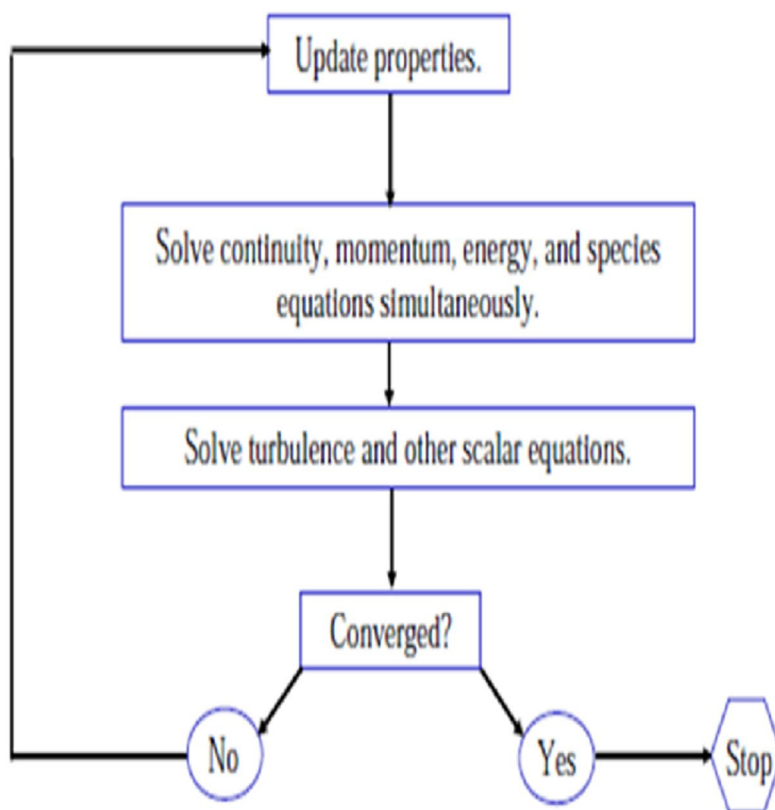 Update properties.
Solve continuity, momentum, energy, and species
equations simultaneously.
Solve turbulence and other scalar equations.
Converged?
No
Yes
Stop